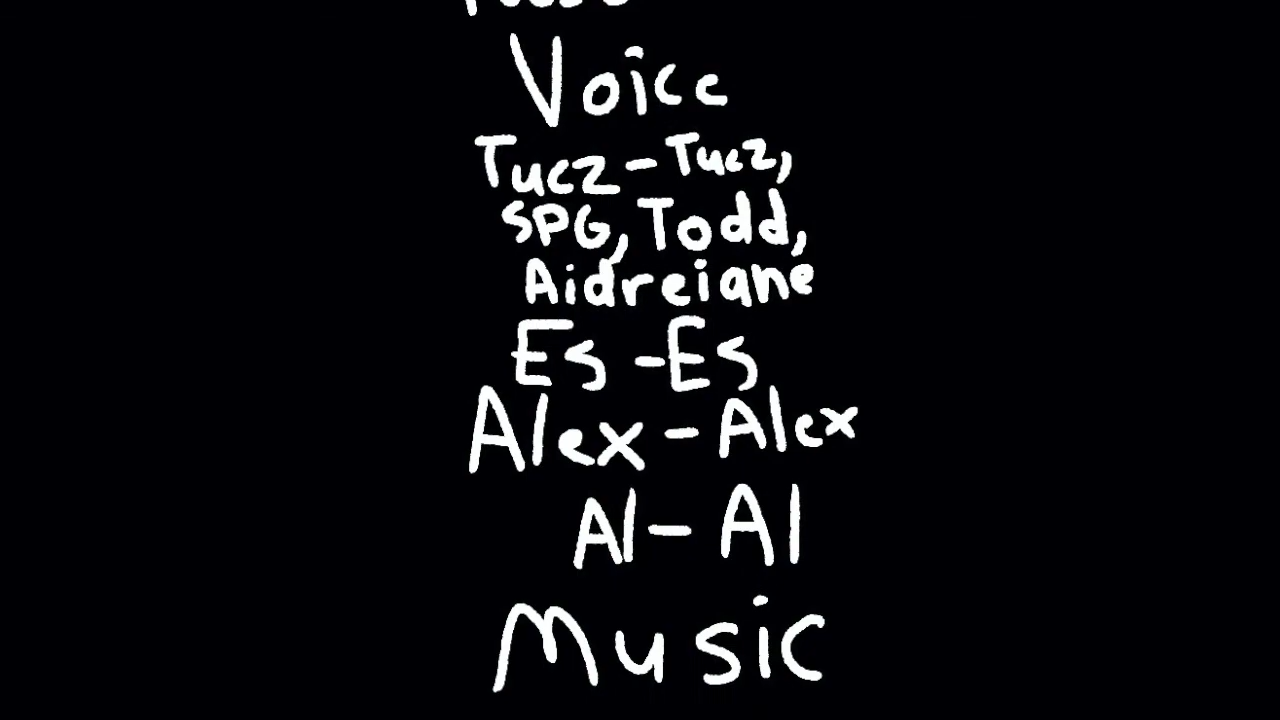 Voice
Tucz-Tucz,
SPG, Todd,
Aidreiane
Es-Es
Alex-Alex
Al-Al
Music